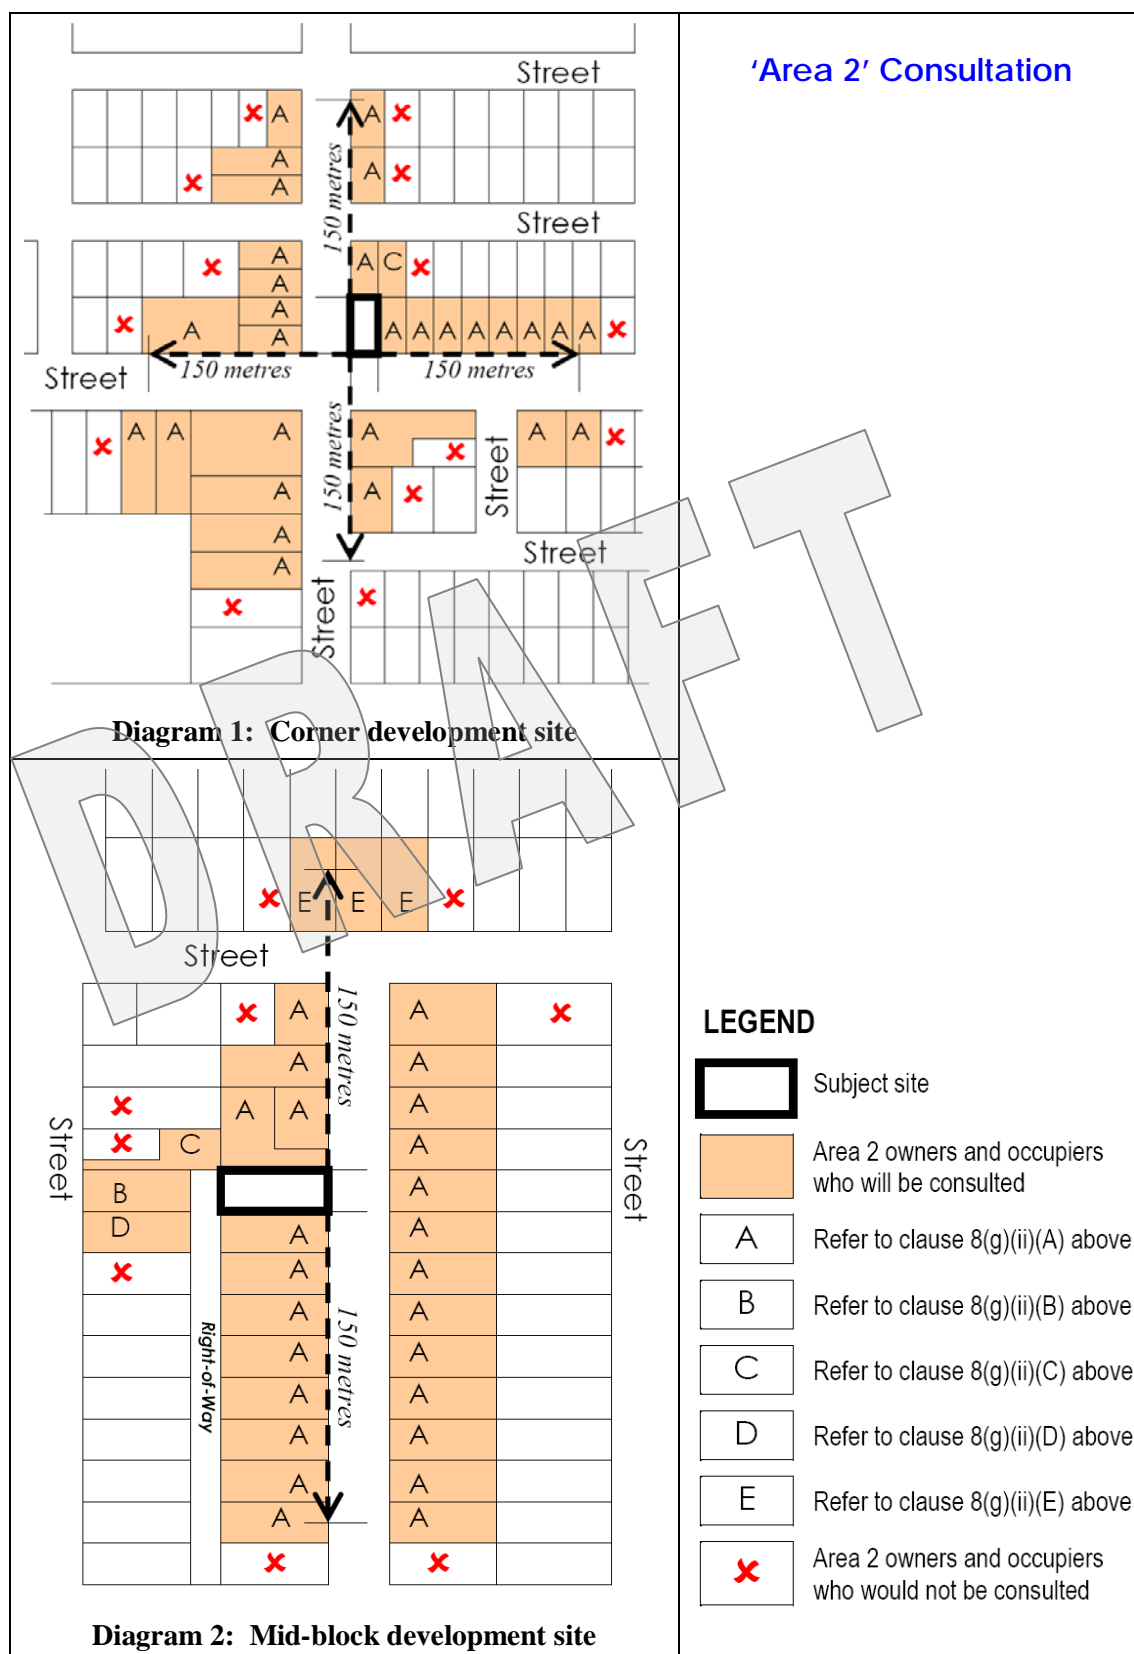 'Area 2' Consultation
Street
A A
A A
A
150 metres
Street
A A C
A
A A
A A A A A A A A A
150 metres 150 metres
Street
A A A A A A
150 metres
Street
A A
A
Street
A
Street
Diagram 1: Corner development site
E E E
Street
A A
150 metres
A A
A A A
Street
C A
Street
B A
D A A
A A
A A
150 metres
Right-of-Way
A A
A A
A A
A A
A A
Diagram 2: Mid-block development site
LEGEND
Subject site
Area 2 owners and occupiers
who will be consulted
A Refer to clause 8(g)(ii)(A) above
B Refer to clause 8(g)(ii)(B) above
C Refer to clause 8(g)(ii)(C) above
D Refer to clause 8(g)(ii)(D) above
E Refer to clause 8(g)(ii)(E) above
Area 2 owners and occupiers
who would not be consulted
DRAFT